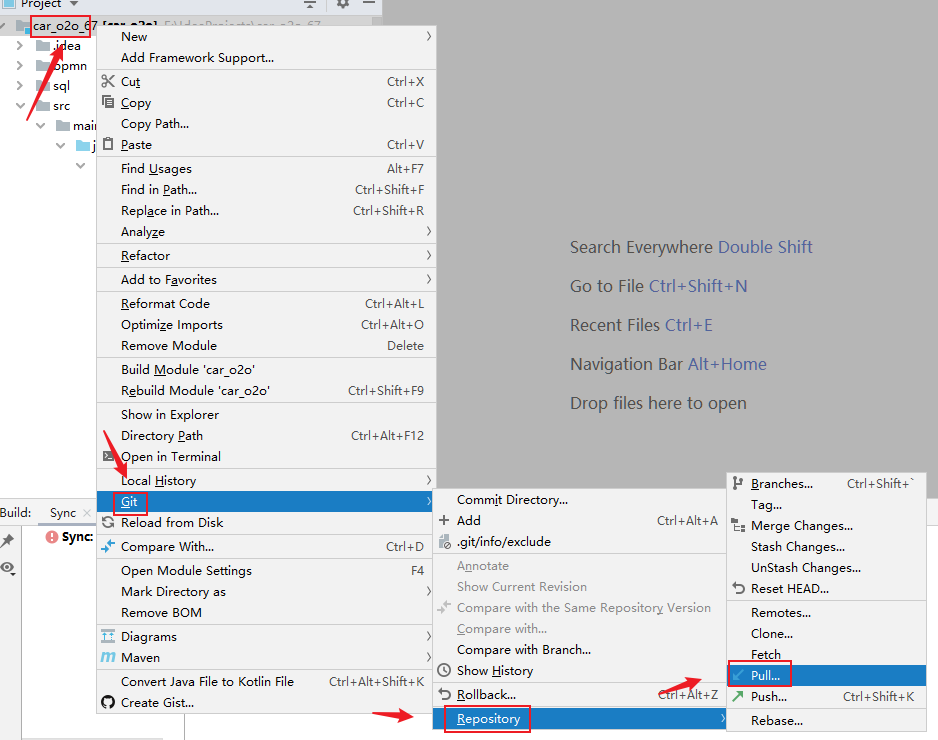 Project
car_o2o_67 [car_o2o] E:\IdeaProjects\car_o2o_67
.idea
opmn
sql
src
main
j
New
Add Framework Support...
Cut Ctrl+X
Copy Ctrl+C
Copy Path...
Paste Ctrl+V
Find Usages Alt+F7
Find in Path... Ctrl+Shift+F
Replace in Path... Ctrl+Shift+R
Analyze
Refactor
Add to Favorites
Reformat Code Ctrl+Alt+L
Optimize Imports Ctrl+Alt+O
Remove Module Delete
Build Module 'car_o2o'
Rebuild Module 'car_o2o' Ctrl+Shift+F9
Show in Explorer
Directory Path Ctrl+Alt+F12
Open in Terminal
Local History
Git
Reload from Disk
Compare With... Ctrl+D
Open Module Settings F4
Mark Directory as
Remove BOM
Diagrams
Maven
Convert Java File to Kotlin File Ctrl+Alt+Shift+K
Create Gist...
Search Everywhere Double Shift
Go to File Ctrl+Shift+N
Recent Files Ctrl+E
Navigation Bar Alt+Home
Drop files here to open
Build: Sync
Sync:
Commit Directory...
Add Ctrl+Alt+A
.git/info/exclude
Annotate
Show Current Revision
Compare with the Same Repository Version
Compare with...
Compare with Branch...
Show History
Rollback... Ctrl+Alt+Z
Repository
Branches... Ctrl+Shift+`
Tag...
Merge Changes...
Stash Changes...
UnStash Changes...
Reset HEAD...
Remotes...
Clone...
Fetch
Pull...
Push... Ctrl+Shift+K
Rebase...